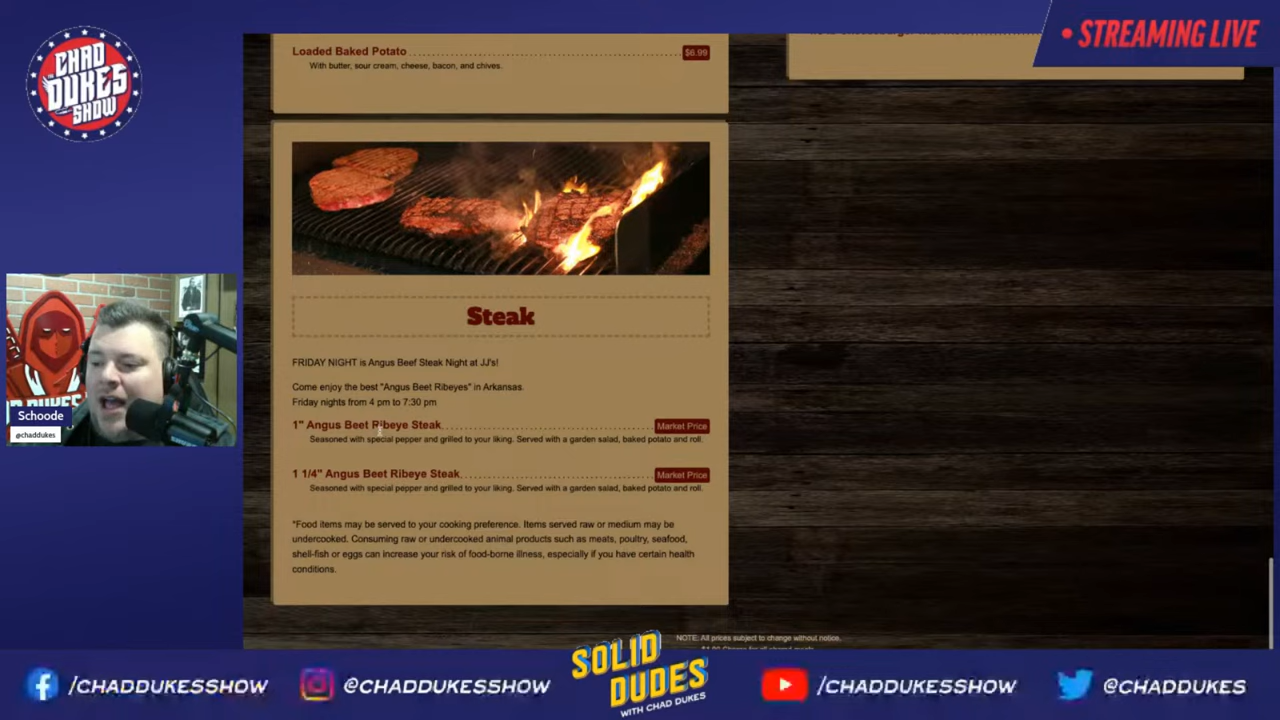 CHAD
DUKES
SHOW
• STREAMING LIVE
Loaded Baked Potato $6.99
With butter, sour cream, cheese, bacon, and chives.
Steak
FRIDAY NIGHT is Angus Beef Steak Night at JJ's!
Come enjoy the best "Angus Beet Ribeyes" in Arkansas.
Friday nights from 4 pm to 7:30 pm
1" Angus Beet Ribeye Steak Market Price
Seasoned with special pepper and grilled to your liking. Served with a garden salad, baked potato and roll.
1 1/4" Angus Beet Ribeye Steak Market Price
Seasoned with special pepper and grilled to your liking. Served with a garden salad, baked potato and roll.
*Food items may be served to your cooking preference. Items served raw or medium may be
undercooked. Consuming raw or undercooked animal products such as meats, poultry, seafood,
shell-fish or eggs can increase your risk of food-borne illness, especially if you have certain health
conditions.
Schoode
@chaddukes
NOTE: All prices subject to change without notice.
/CHADDUKESSHOW
@CHADDUKESSHOW
SOLID
DUDES
WITH CHAD DUKES
/CHADDUKESSHOW
@CHADDUKES